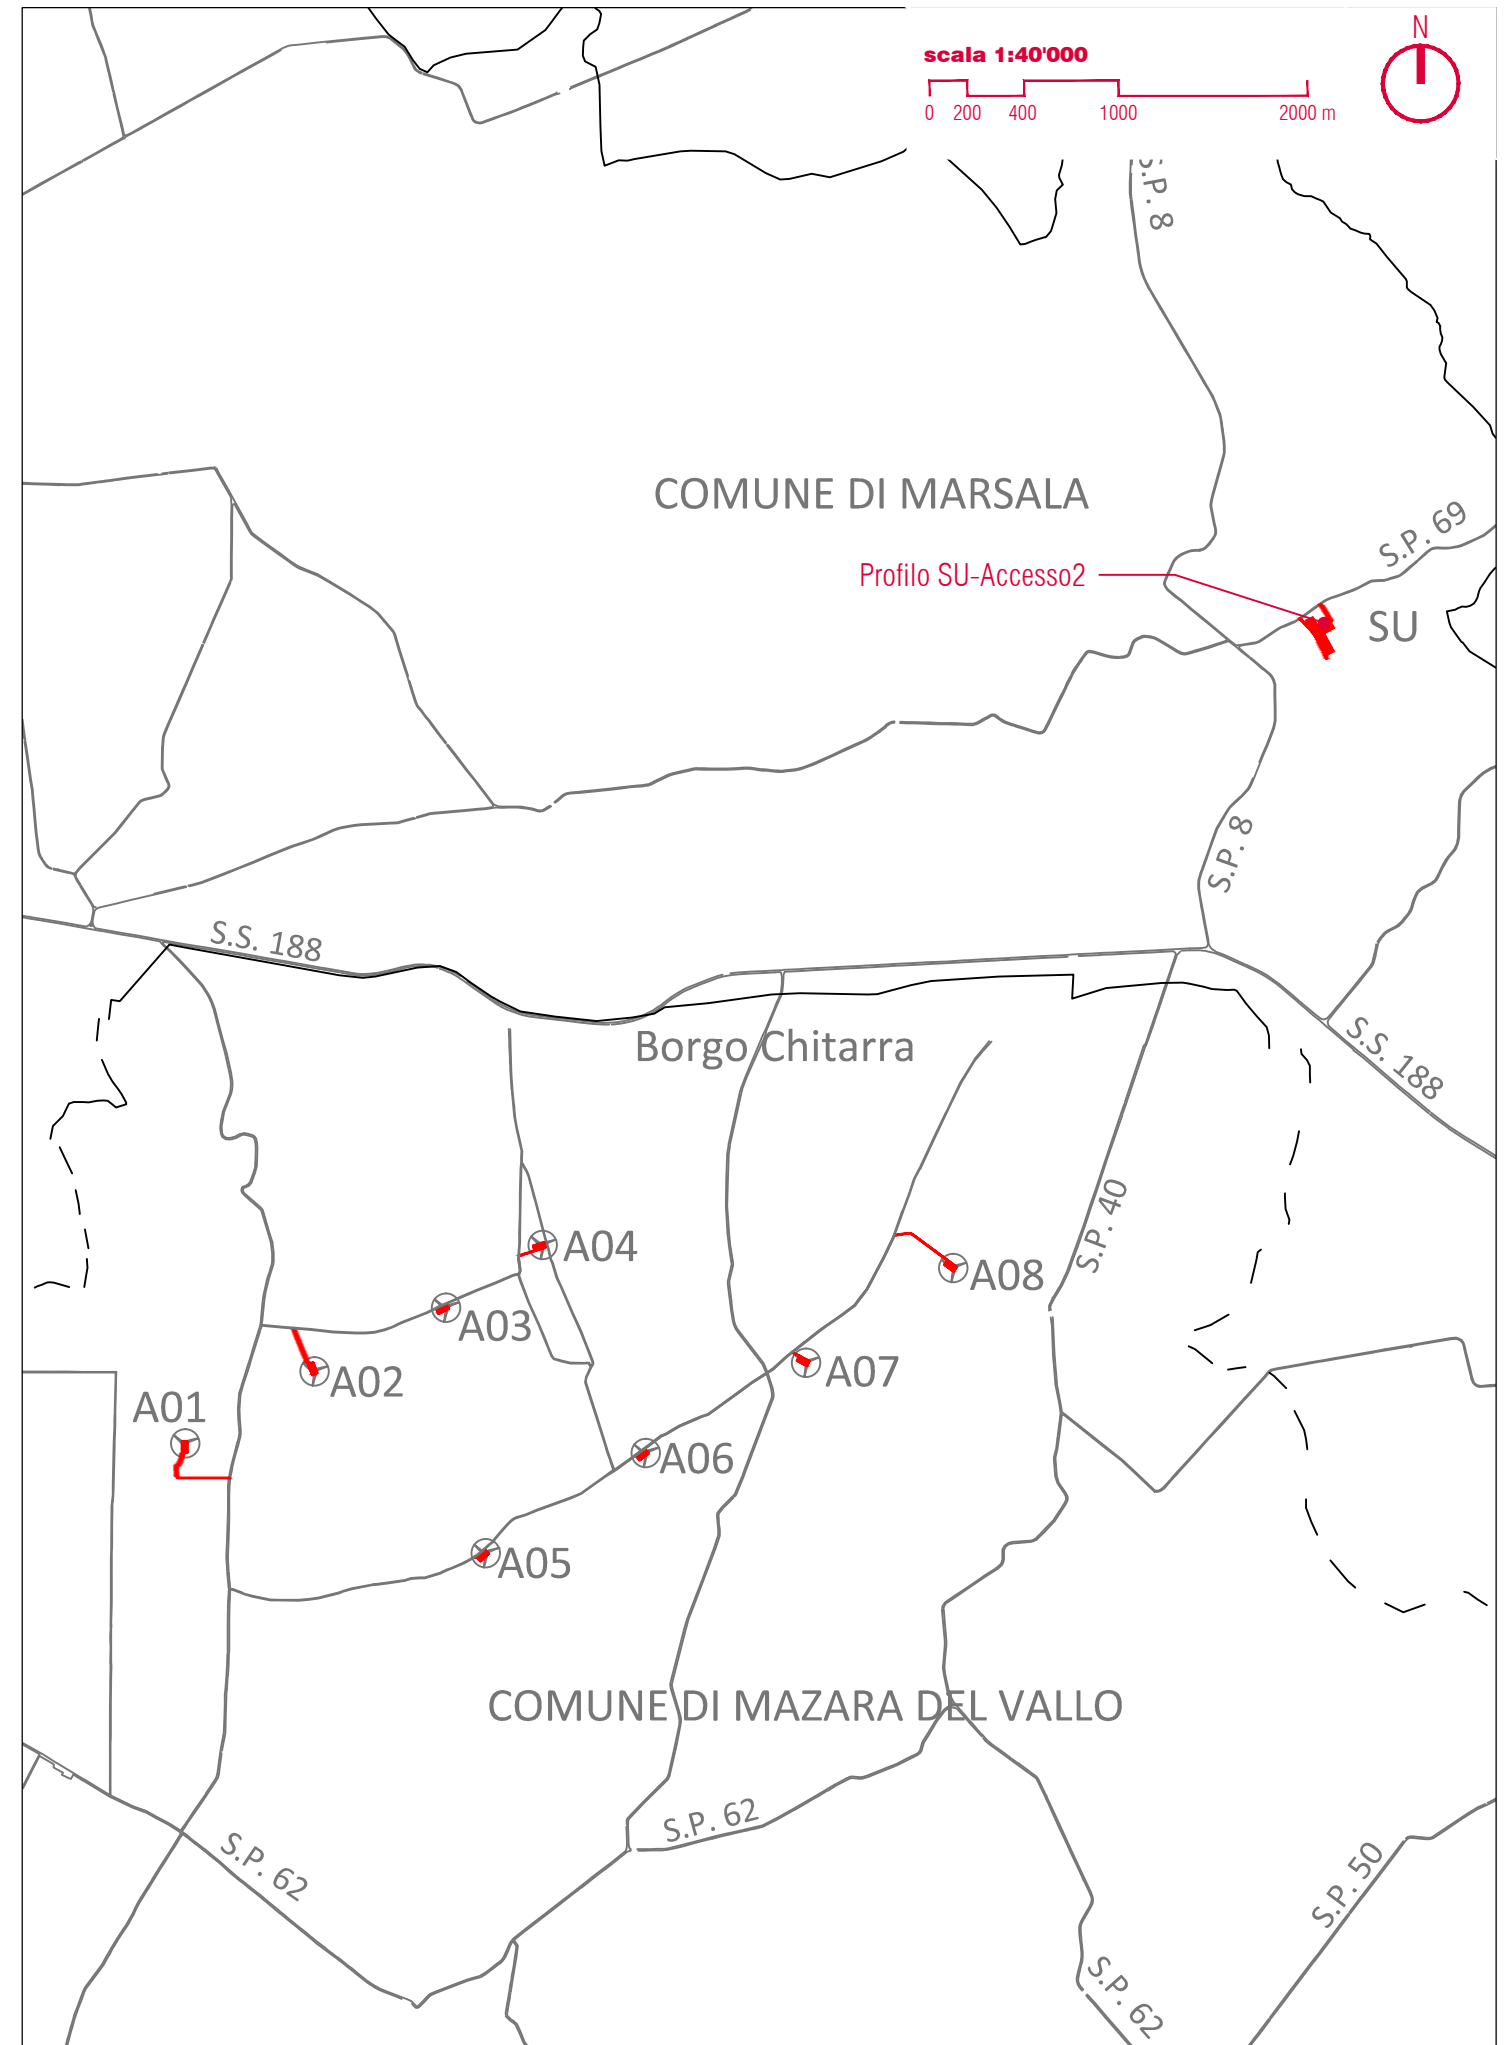 N
scala 1:40'000
0 200 400 1000 2000 m
S.P. 8
COMUNE DI MARSALA
S.P. 69
Profilo SU-Accesso2
SU
S.P. 8
S.S. 188
Borgo Chitarra
S.S. 188
S.P. 40
A04
A08
A03
A02
A07
A01
A06
A05
COMUNE DI MAZARA DEL VALLO
S.P. 62
S.P. 62
S.P. 50
S.P. 62